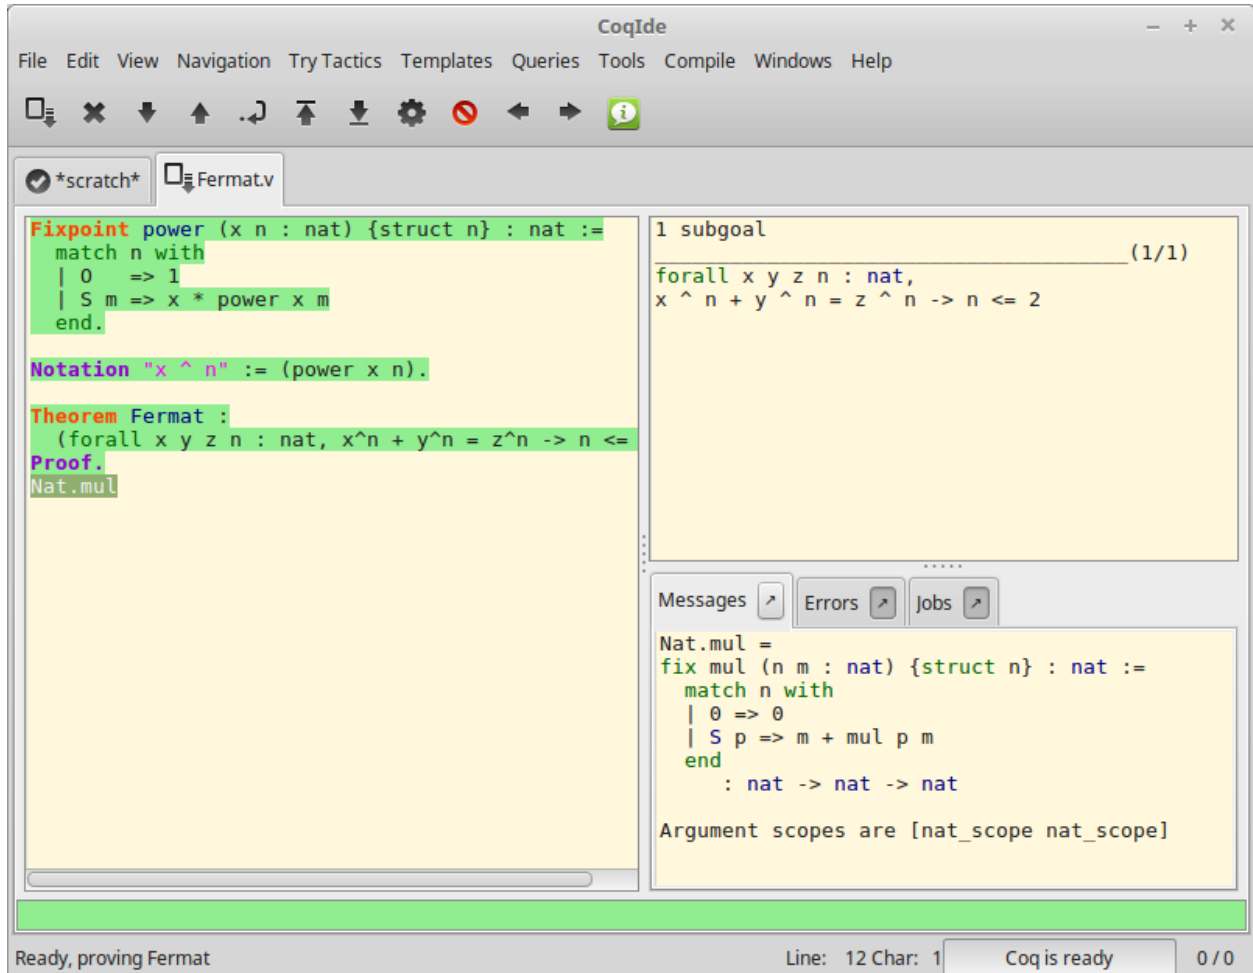 CoqIde
File Edit View Navigation Try Tactics Templates Queries Tools Compile Windows Help
*scratch* Fermat.v
Fixpoint power (x n : nat) {struct n} : nat :=
  match n with
  | O   => 1
  | S m => x * power x m
  end.
Notation "x ^ n" := (power x n).
Theorem Fermat :
  (forall x y z n : nat, x^n + y^n = z^n -> n <=
Proof.
Nat.mul
1 subgoal
______________________________________(1/1)
forall x y z n : nat,
x ^ n + y ^ n = z ^ n -> n <= 2
Messages Errors Jobs
Nat.mul =
fix mul (n m : nat) {struct n} : nat :=
  match n with
  | 0 => 0
  | S p => m + mul p m
  end
     : nat -> nat -> nat
Argument scopes are [nat_scope nat_scope]
Ready, proving Fermat Line: 12 Char: 1 Coq is ready 0 / 0